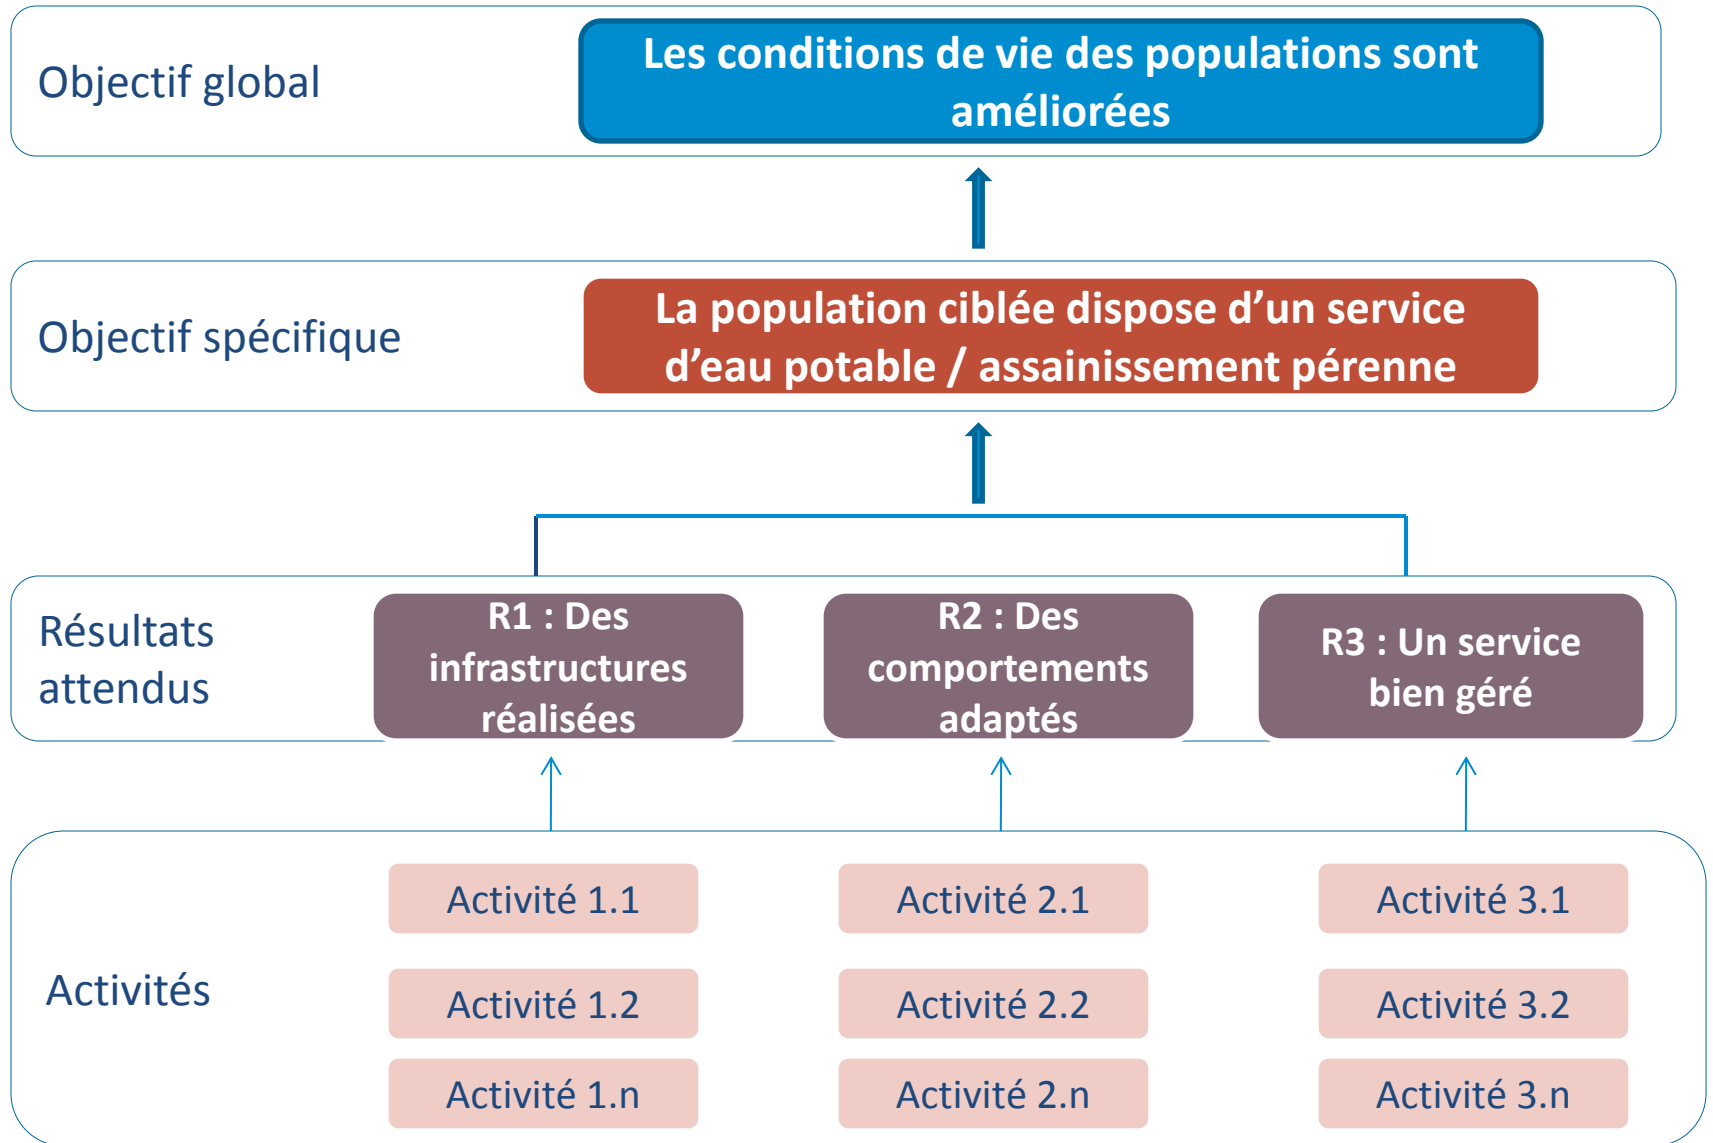 Objectif global
Les conditions de vie des populations sont
améliorées
Objectif spécifique
La population ciblée dispose d’un service
d’eau potable / assainissement pérenne
Résultats
attendus
R1 : Des
infrastructures
réalisées
R2 : Des
comportements
adaptés
R3 : Un service
bien géré
Activités
Activité 1.1
Activité 2.1
Activité 3.1
Activité 1.2
Activité 2.2
Activité 3.2
Activité 1.n
Activité 2.n
Activité 3.n